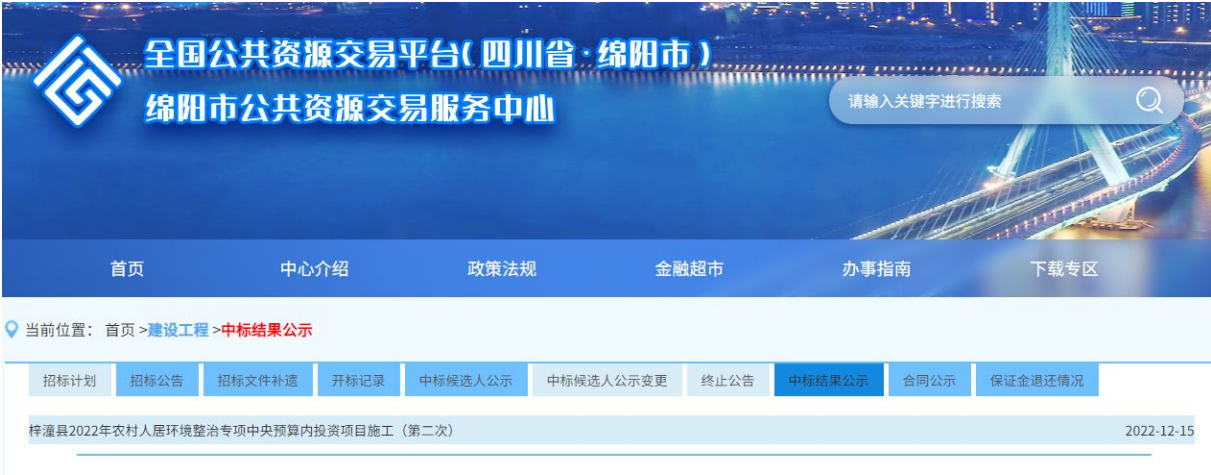 全国公共资源交易平台(四川省·绵阳市)
绵阳市公共资源交易服务中心
请输入关键字进行搜索
首页 中心介绍 政策法规 金融超市 办事指南 下载专区
当前位置： 首页 >建设工程 >中标结果公示
招标计划 招标公告 招标文件补遗 开标记录 中标候选人公示 中标候选人公示变更 终止公告 中标结果公示 合同公示 保证金退还情况
梓潼县2022年农村人居环境整治专项中央预算内投资项目施工（第二次） 2022-12-15